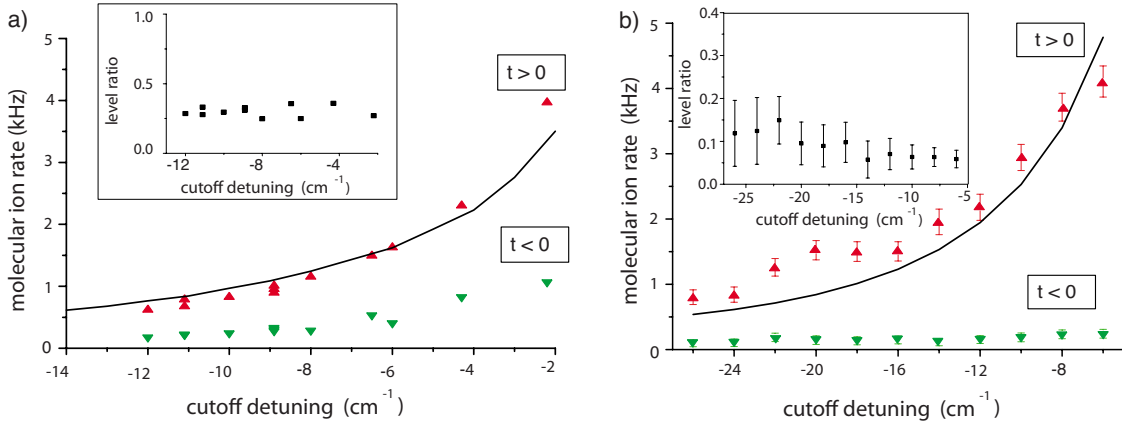 a)
molecular ion rate (kHz)
5
4
3
2
1
0
-14
-12
-10
-8
-6
-4
-2
cutoff detuning (cm⁻¹)
t > 0
t < 0
level ratio
1.0
0.5
0.0
-12
-8
-4
cutoff detuning (cm⁻¹)
b)
molecular ion rate (kHz)
5
4
3
2
1
0
-24
-20
-16
-12
-8
cutoff detuning (cm⁻¹)
t > 0
t < 0
level ratio
0.4
0.3
0.2
0.1
0.0
-25
-20
-15
-10
-5
cutoff detuning (cm⁻¹)